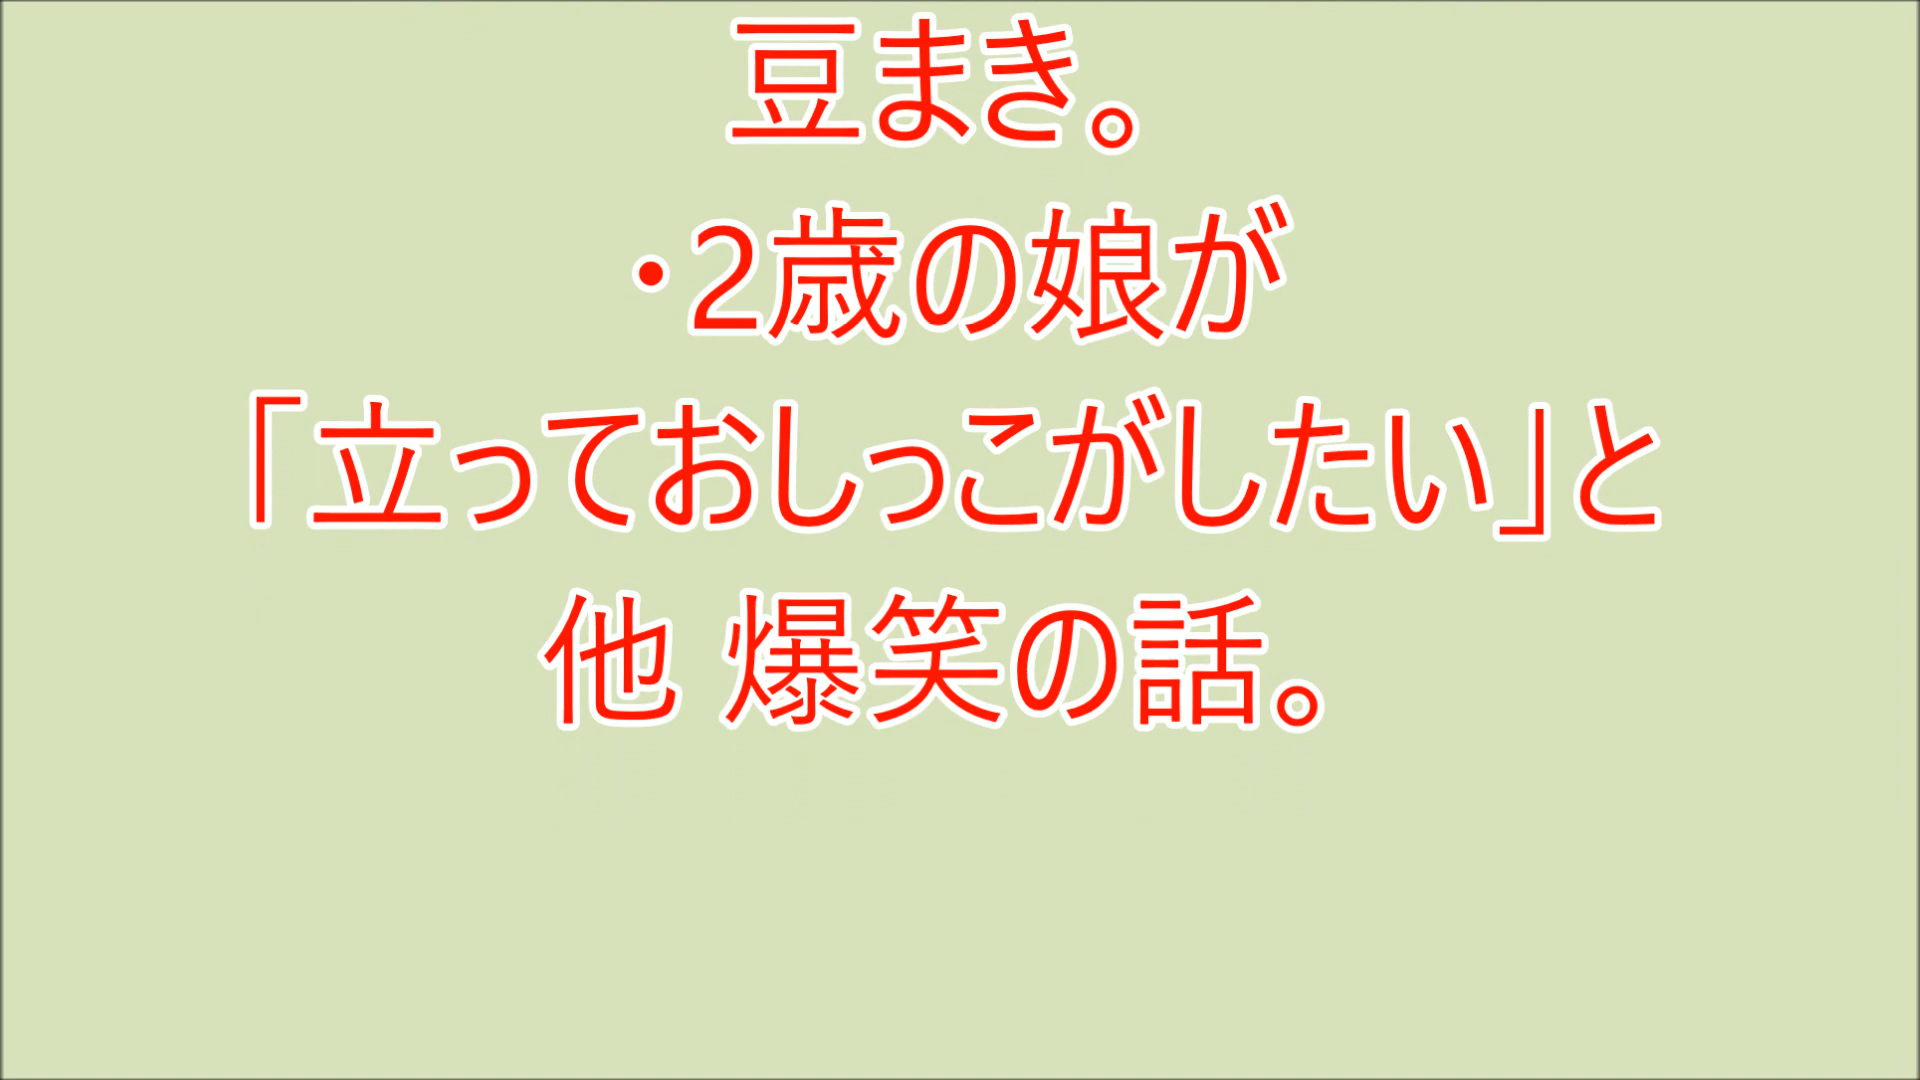 豆まき。
・2歳の娘が
「立っておしっこがしたい」と
他 爆笑の話。